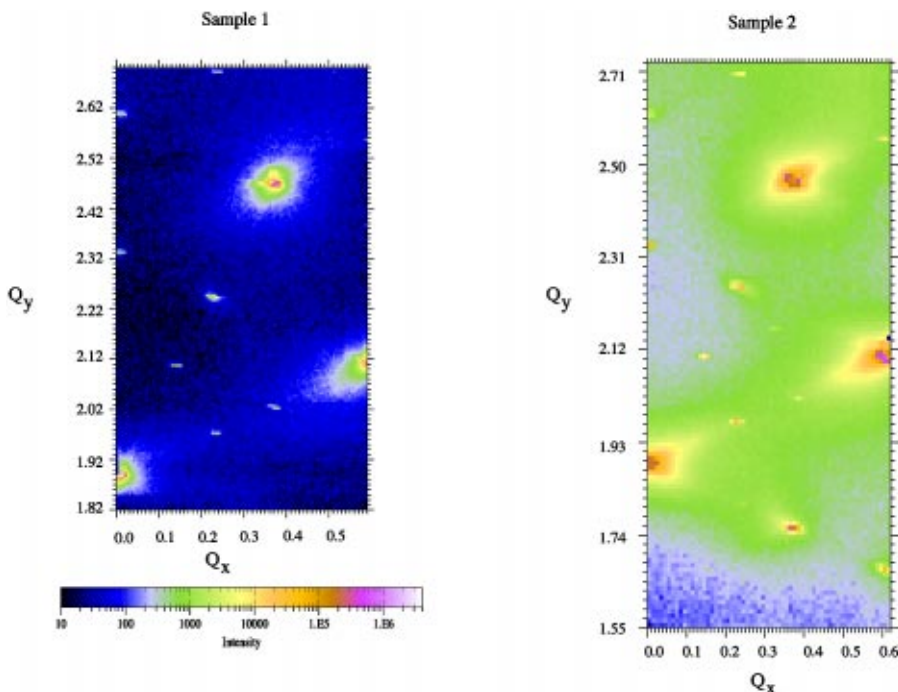 Sample 1
2.62
2.52
2.42
2.32
2.22
2.12
2.02
1.92
1.82
Qy
0.0 0.1 0.2 0.3 0.4 0.5
Qx
10 100 1000 10000 1.E5 1.E6
Intensity
Sample 2
2.71
2.50
2.31
2.12
1.93
1.74
1.55
Qy
0.0 0.1 0.2 0.3 0.4 0.5 0.6
Qx